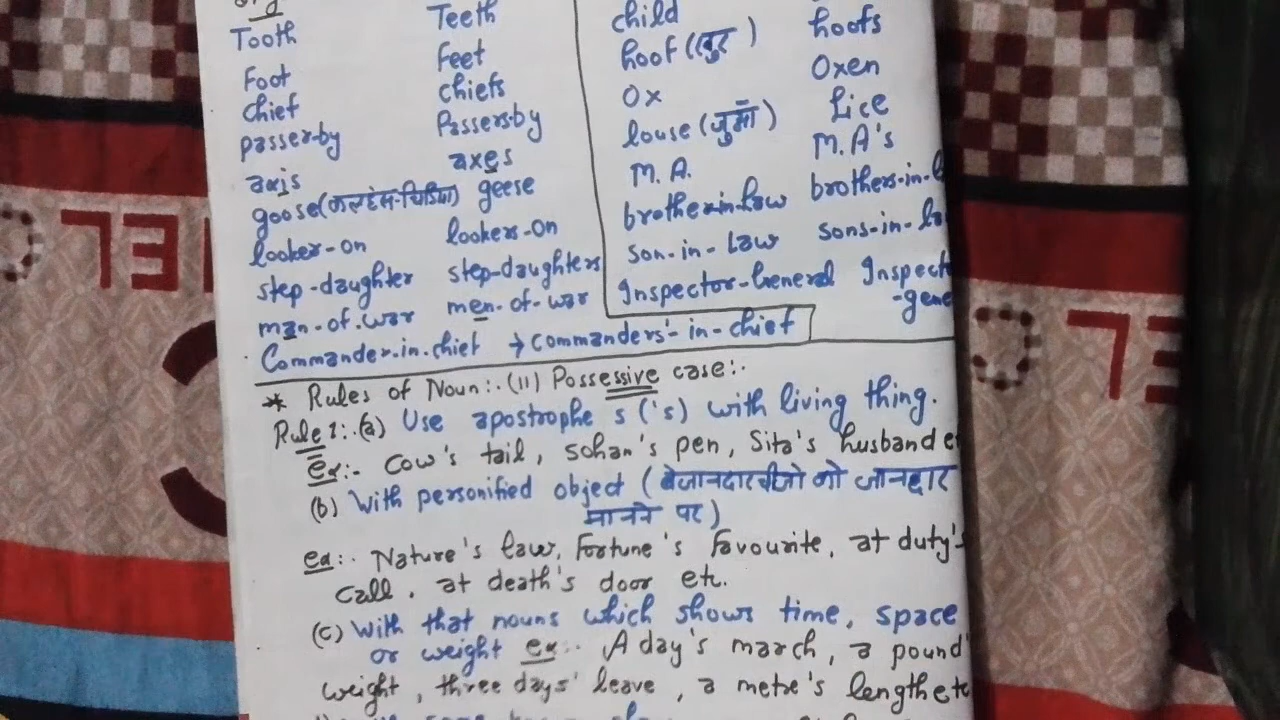 Tooth Teeth
Foot Feet
chief chiefs
passer-by Passers-by
axis axes
goose (कलहंस-चिड़िया) geese
looker-on lookers-on
step-daughter step-daughters
man-of-war men-of-war
Commander-in-chief → Commanders'-in-chief
child
hoof (खुर) hoofs
Ox Oxen
louse (जुआँ) Lice
M.A. M.A's
brother-in-Law brothers-in-
son-in-Law sons-in-
Inspector-General
* Rules of Noun:- (11) Possessive case:-
Rule 1:- (a) Use apostrophe s ('s) with living thing.
Ex:- Cow's tail, Sohan's pen, Sita's husband
(b) With personified object (बेजानदार चीजो को जानदार
मानने पर)
ex:- Nature's law, Fortune's favourite, at duty's
call, at death's door etc.
(c) With that nouns which shows time, space
or weight ex:- A day's march, a pound
weight, three days' leave, a metre's length etc